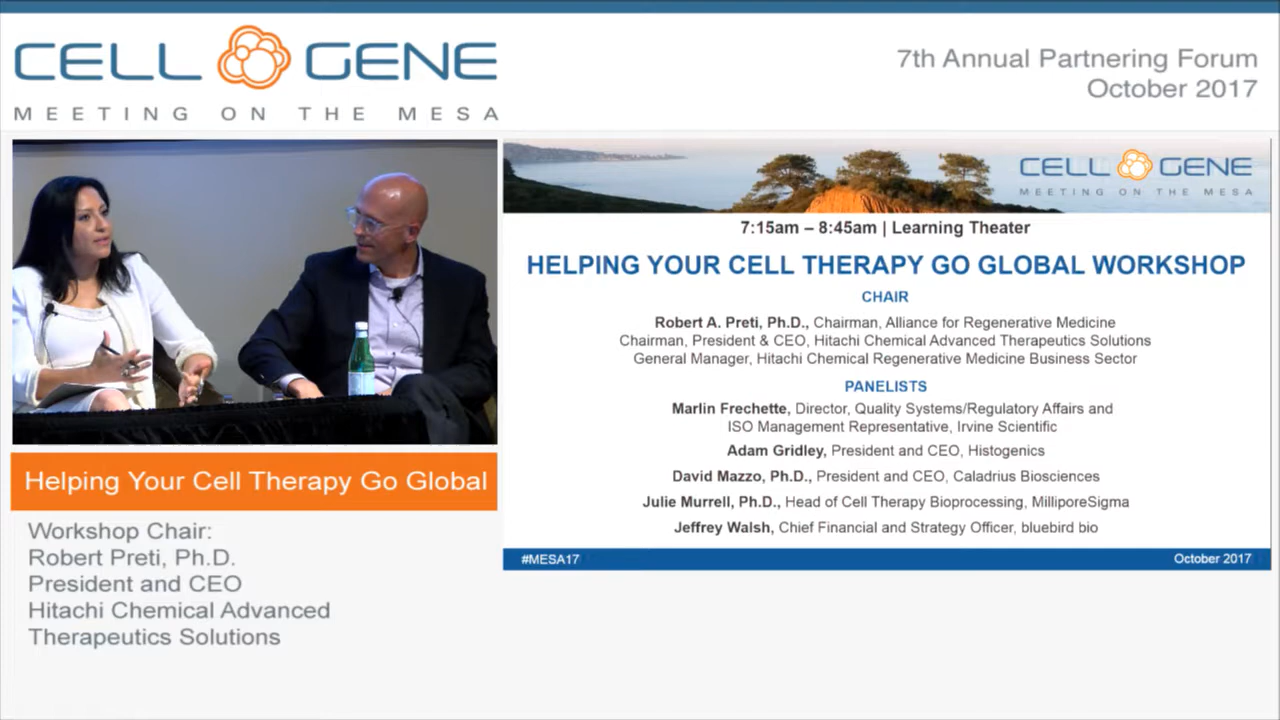 CELL GENE
MEETING ON THE MESA
7th Annual Partnering Forum
October 2017
CELL GENE
MEETING ON THE MESA
7:15am – 8:45am | Learning Theater
HELPING YOUR CELL THERAPY GO GLOBAL WORKSHOP
CHAIR
Robert A. Preti, Ph.D., Chairman, Alliance for Regenerative Medicine
Chairman, President & CEO, Hitachi Chemical Advanced Therapeutics Solutions
General Manager, Hitachi Chemical Regenerative Medicine Business Sector
PANELISTS
Marlin Frechette, Director, Quality Systems/Regulatory Affairs and
ISO Management Representative, Irvine Scientific
Adam Gridley, President and CEO, Histogenics
David Mazzo, Ph.D., President and CEO, Caladrius Biosciences
Julie Murrell, Ph.D., Head of Cell Therapy Bioprocessing, MilliporeSigma
Jeffrey Walsh, Chief Financial and Strategy Officer, bluebird bio
#MESA17
October 2017
Helping Your Cell Therapy Go Global
Workshop Chair:
Robert Preti, Ph.D.
President and CEO
Hitachi Chemical Advanced
Therapeutics Solutions